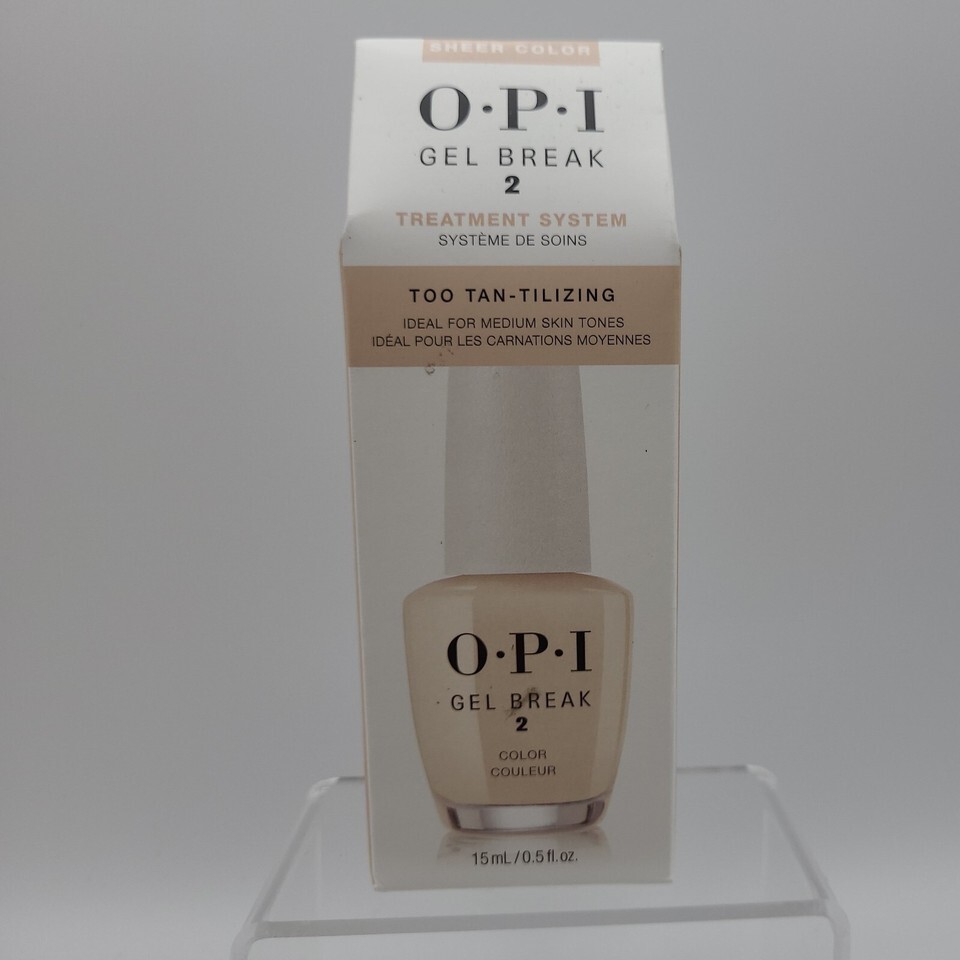 SHEER COLOR
O·P·I
GEL BREAK
2
TREATMENT SYSTEM
SYSTÈME DE SOINS
TOO TAN-TILIZING
IDEAL FOR MEDIUM SKIN TONES
IDÉAL POUR LES CARNATIONS MOYENNES
O·P·I
GEL BREAK
2
COLOR
COULEUR
15 mL / 0.5 fl. oz.